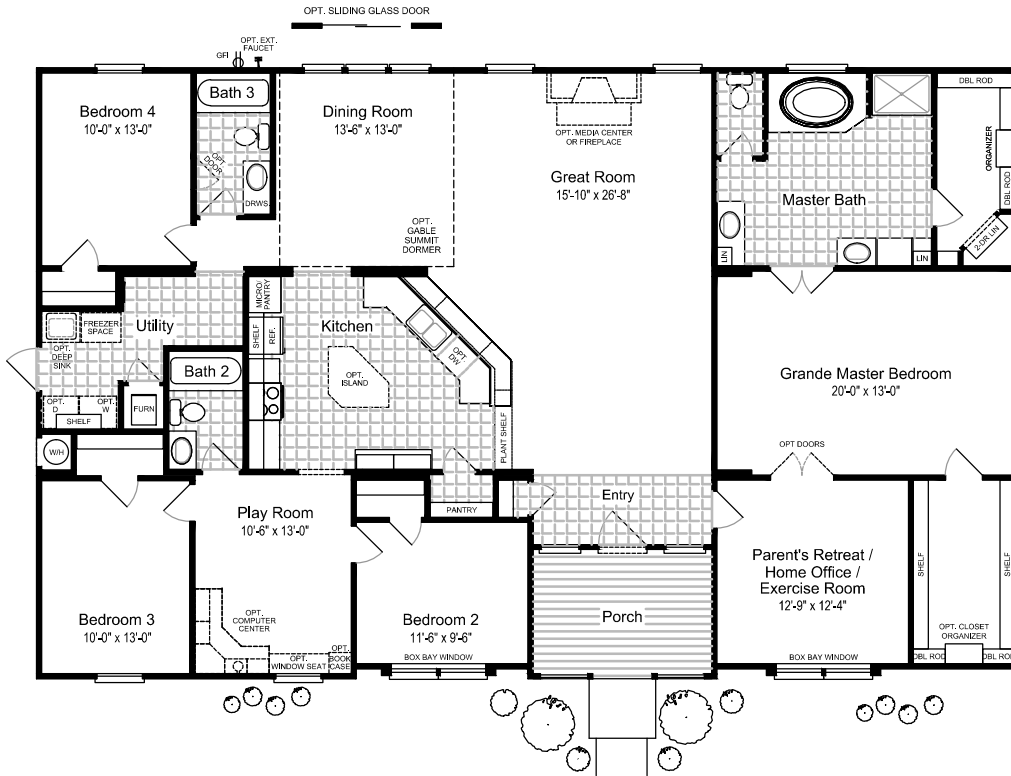 OPT. SLIDING GLASS DOOR
OPT. EXT.
FAUCET
GFI
Bedroom 4
10'-0" x 13'-0"
Bath 3
OPT.
DOOR
DRWS.
Dining Room
13'-6" x 13'-0"
OPT.
GABLE
SUMMIT
DORMER
OPT. MEDIA CENTER
OR FIREPLACE
Great Room
15'-10" x 26'-8"
Master Bath
LIN
LIN
DBL ROD
ORGANIZER
DBL ROD
2-DR LIN
Utility
FREEZER
SPACE
OPT.
DEEP
SINK
OPT.
D
OPT.
W
SHELF
FURN
W/H
Bath 2
MICRO/
PANTRY
SHELF
REF.
Kitchen
OPT.
ISLAND
OPT.
DW
PLANT SHELF
PANTRY
Grande Master Bedroom
20'-0" x 13'-0"
OPT DOORS
Entry
Play Room
10'-6" x 13'-0"
OPT.
COMPUTER
CENTER
OPT.
WINDOW SEAT
OPT.
BOOK
CASE
Bedroom 3
10'-0" x 13'-0"
Bedroom 2
11'-6" x 9'-6"
BOX BAY WINDOW
Porch
Parent's Retreat /
Home Office /
Exercise Room
12'-9" x 12'-4"
BOX BAY WINDOW
SHELF
SHELF
OPT. CLOSET
ORGANIZER
DBL ROD
DBL ROD